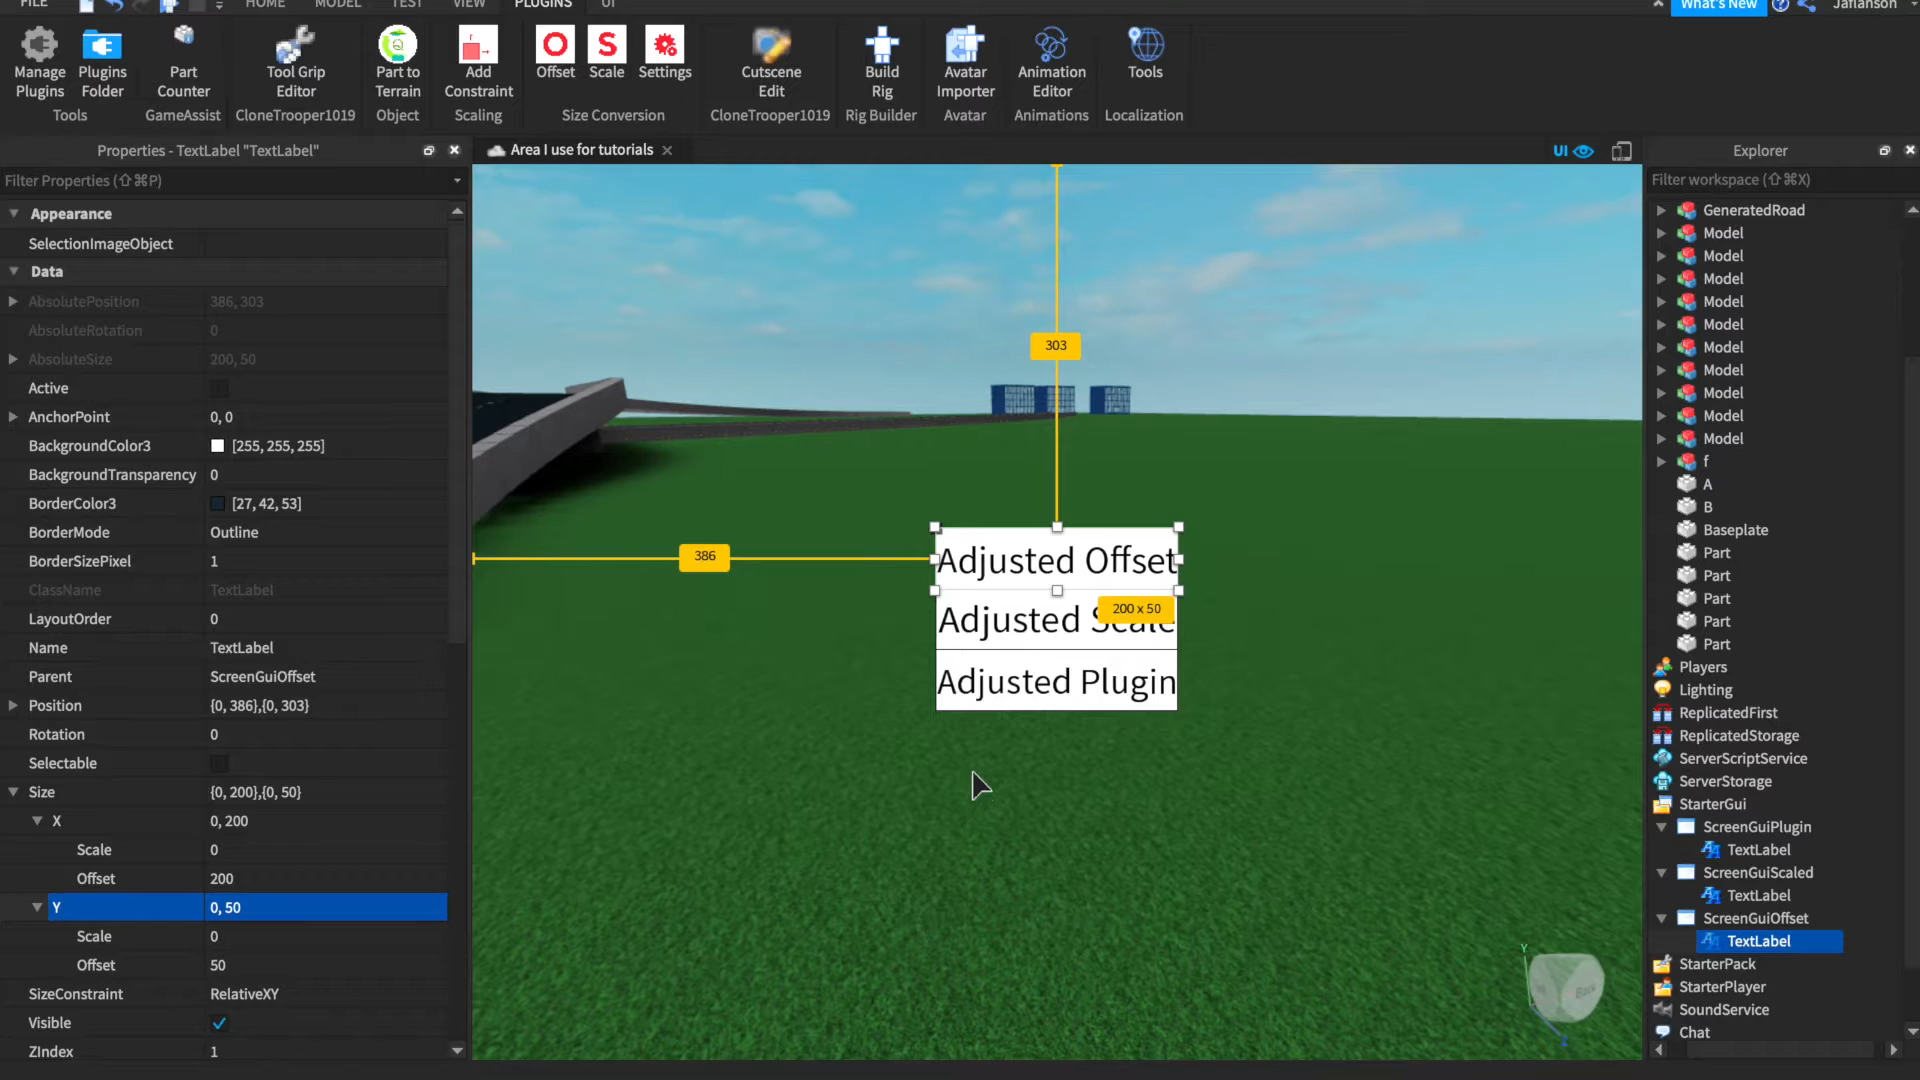 FILE
HOME
MODEL
TEST
VIEW
PLUGINS
UI
What's New
Jaflanson
Manage Plugins
Plugins Folder
Part Counter
Tool Grip Editor
Part to Terrain
Add Constraint
O
S
Offset
Scale
Settings
Cutscene Edit
Build Rig
Avatar Importer
Animation Editor
Tools
Tools
GameAssist
CloneTrooper1019
Object
Scaling
Size Conversion
CloneTrooper1019
Rig Builder
Avatar
Animations
Localization
Properties - TextLabel "TextLabel"
Filter Properties (⇧⌘P)
Appearance
SelectionImageObject
Data
AbsolutePosition 386, 303
AbsoluteRotation 0
AbsoluteSize 200, 50
Active
AnchorPoint 0, 0
BackgroundColor3 [255, 255, 255]
BackgroundTransparency 0
BorderColor3 [27, 42, 53]
BorderMode Outline
BorderSizePixel 1
ClassName TextLabel
LayoutOrder 0
Name TextLabel
Parent ScreenGuiOffset
Position {0, 386},{0, 303}
Rotation 0
Selectable
Size {0, 200},{0, 50}
X 0, 200
Scale 0
Offset 200
Y 0, 50
Scale 0
Offset 50
SizeConstraint RelativeXY
Visible
ZIndex 1
Area I use for tutorials
UI
303
386
Adjusted Offset
200 x 50
Adjusted Scale
Adjusted Plugin
Y
Z
Back
Explorer
Filter workspace (⇧⌘X)
GeneratedRoad
Model
Model
Model
Model
Model
Model
Model
Model
Model
Model
f
A
B
Baseplate
Part
Part
Part
Part
Part
Players
Lighting
ReplicatedFirst
ReplicatedStorage
ServerScriptService
ServerStorage
StarterGui
ScreenGuiPlugin
TextLabel
ScreenGuiScaled
TextLabel
ScreenGuiOffset
TextLabel
StarterPack
StarterPlayer
SoundService
Chat